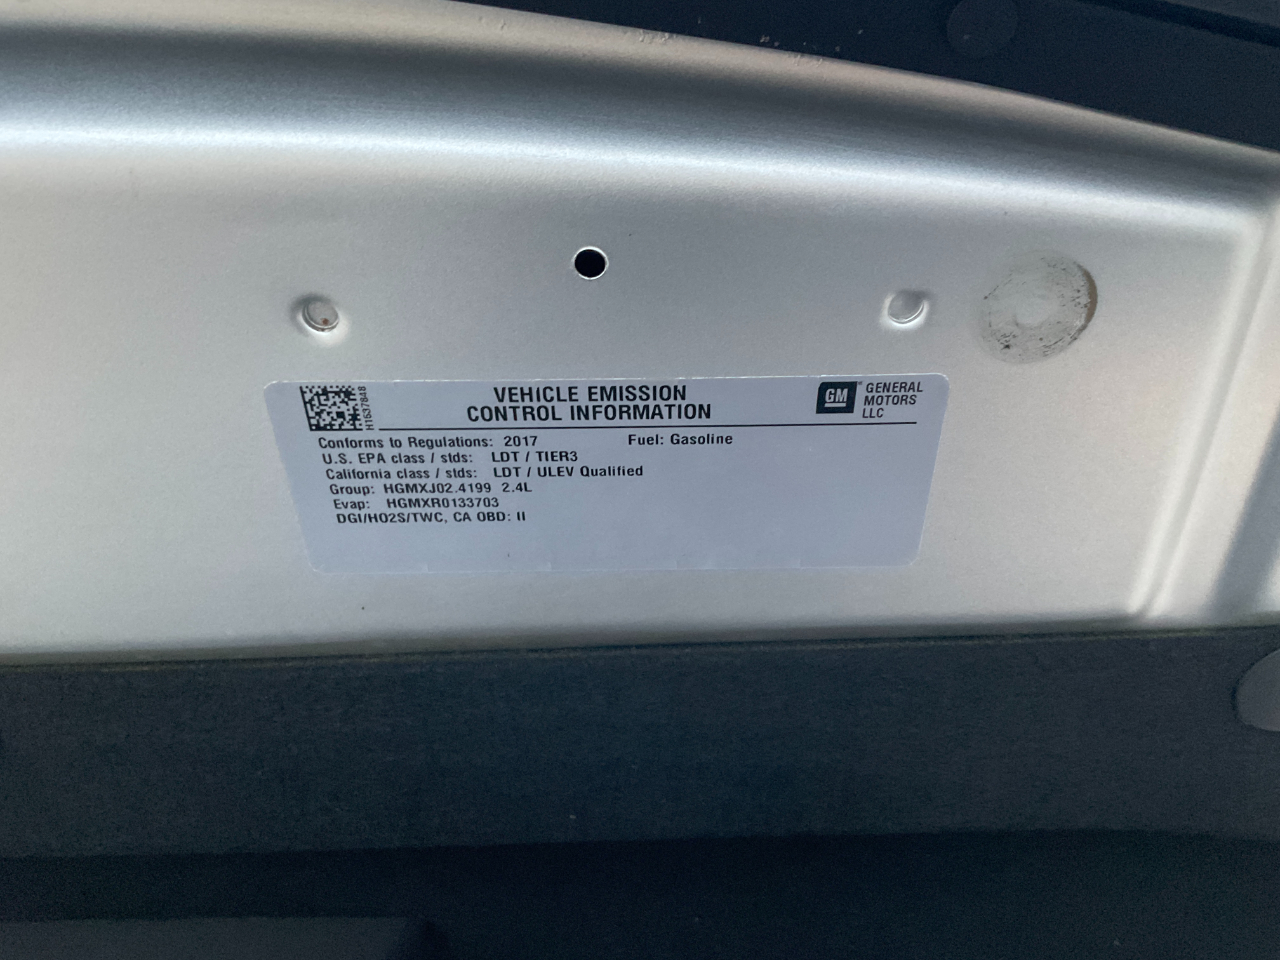 VEHICLE EMISSION
CONTROL INFORMATION
GM
GENERAL
MOTORS
LLC
H1537848
Conforms to Regulations: 2017 Fuel: Gasoline
U.S. EPA class / stds: LDT / TIER3
California class / stds: LDT / ULEV Qualified
Group: HGMXJ02.4199 2.4L
Evap: HGMXR0133703
DGI/HO2S/TWC, CA OBD: II